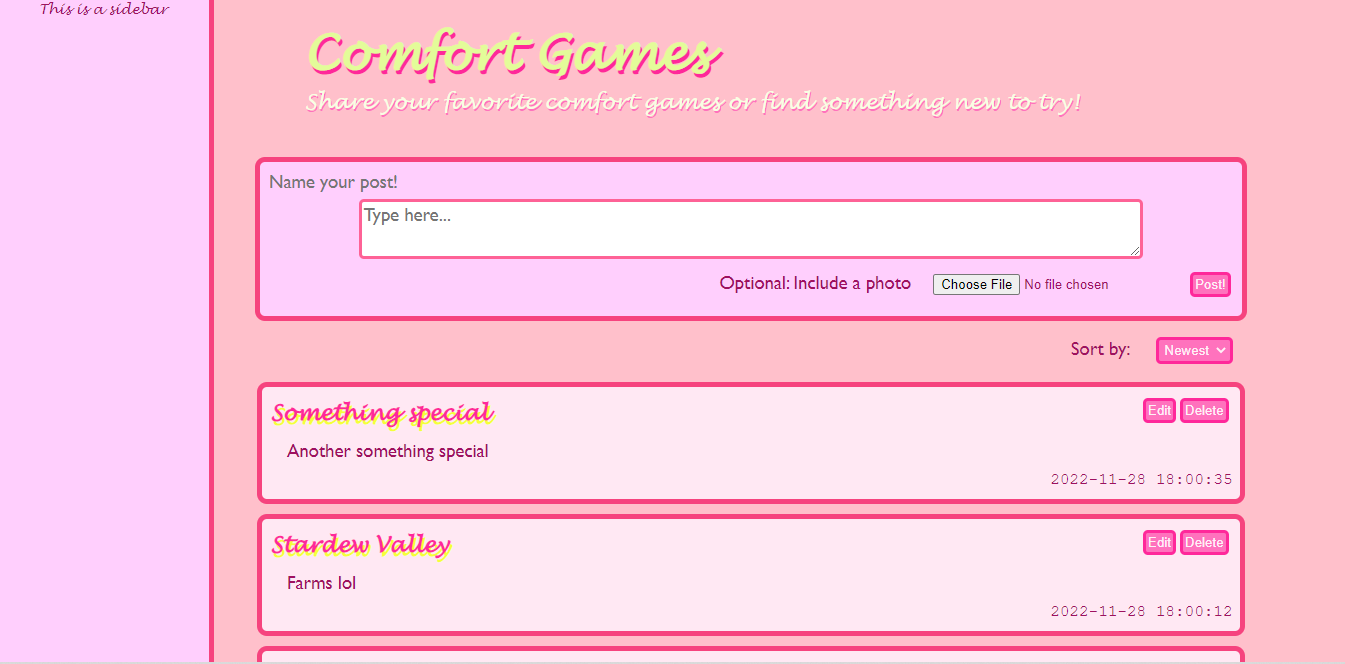 This is a sidebar
Comfort Games
Share your favorite comfort games or find something new to try!
Name your post!
Type here...
Optional: Include a photo Choose File No file chosen Post!
Sort by: Newest
Something special Edit Delete
Another something special
2022-11-28 18:00:35
Stardew Valley Edit Delete
Farms lol
2022-11-28 18:00:12